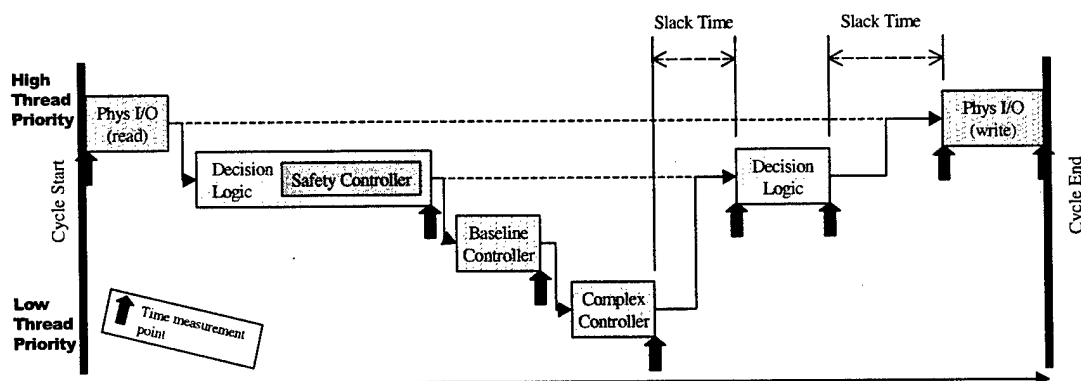 Slack Time
Slack Time
High
Thread
Priority
Phys I/O
(read)
Phys I/O
(write)
Decision
Logic
Safety Controller
Decision
Logic
Cycle Start
Cycle End
Baseline
Controller
Complex
Controller
Low
Thread
Priority
Time measurement
point